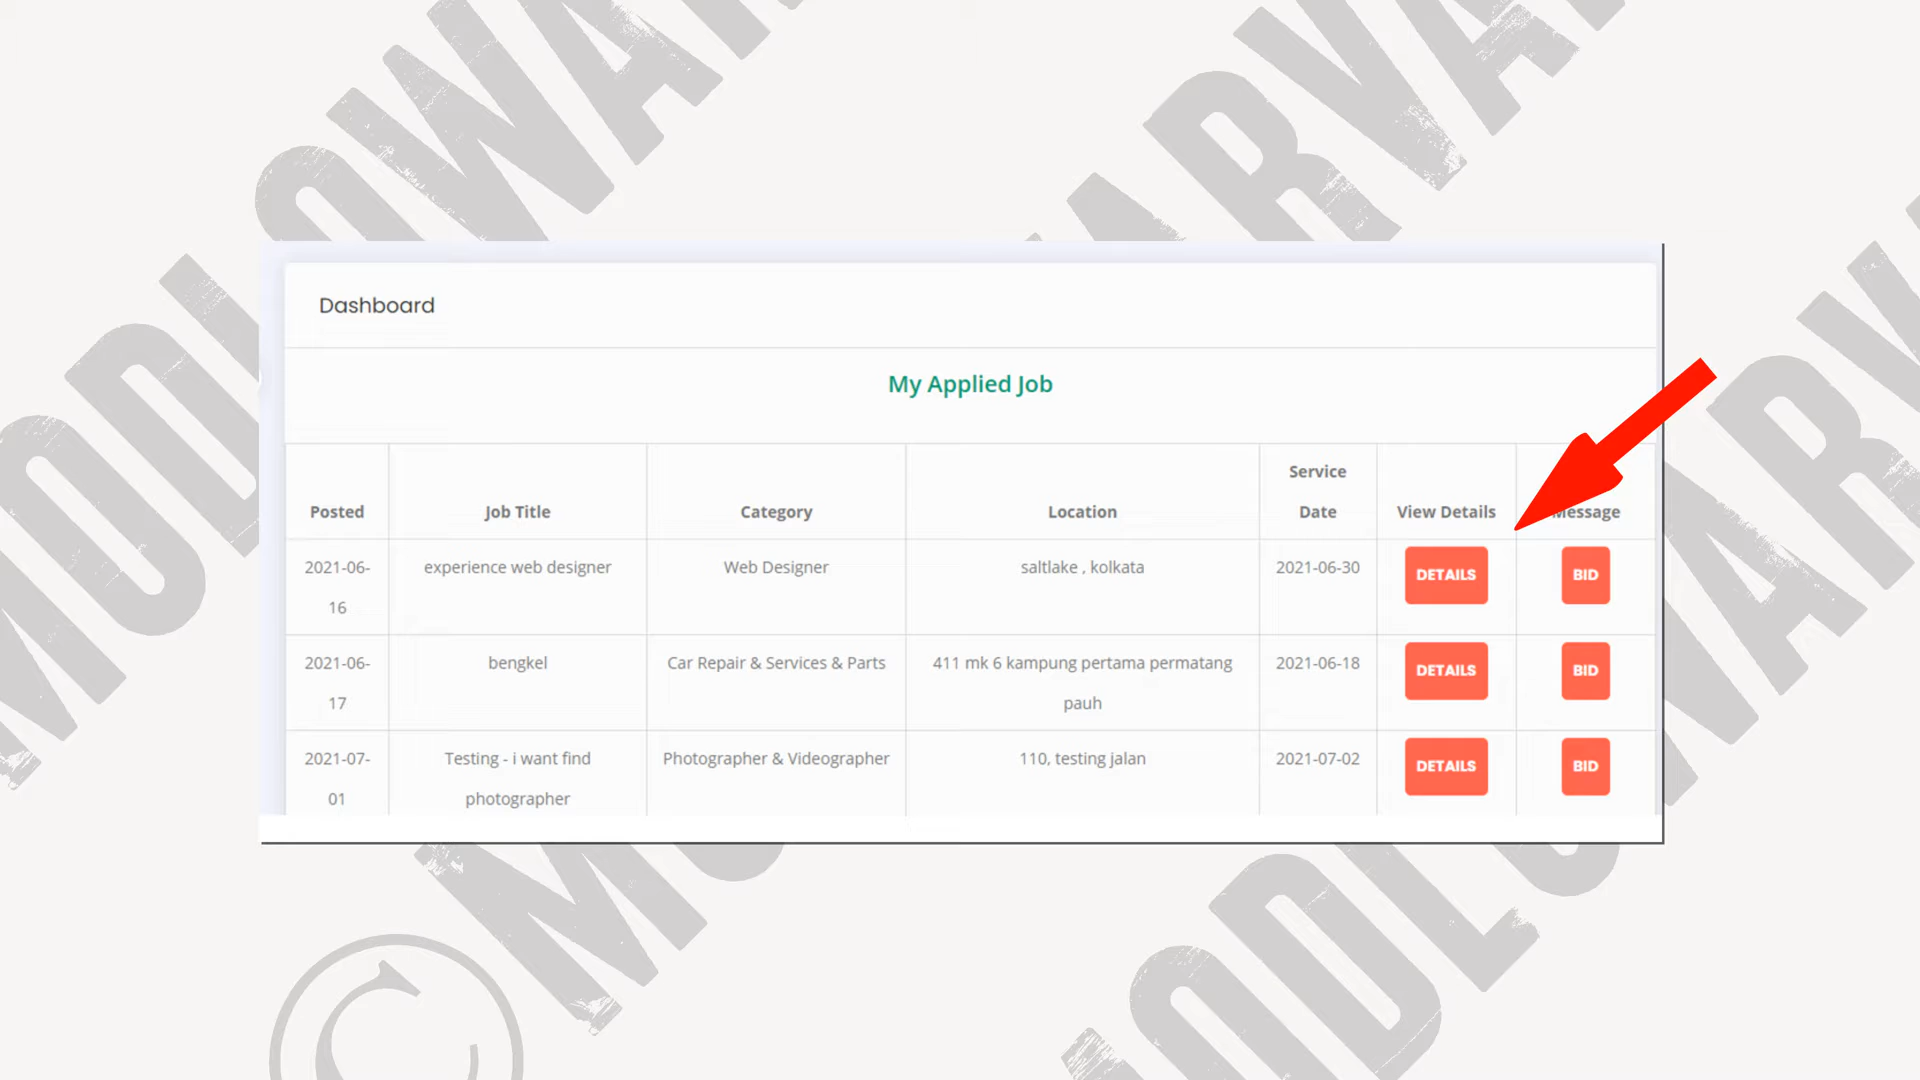 Dashboard
My Applied Job
Posted
Job Title
Category
Location
Service
Date
View Details
Message
2021-06-
16
experience web designer
Web Designer
saltlake , kolkata
2021-06-30
DETAILS
BID
2021-06-
17
bengkel
Car Repair & Services & Parts
411 mk 6 kampung pertama permatang
pauh
2021-06-18
DETAILS
BID
2021-07-
01
Testing - i want find
photographer
Photographer & Videographer
110, testing jalan
2021-07-02
DETAILS
BID